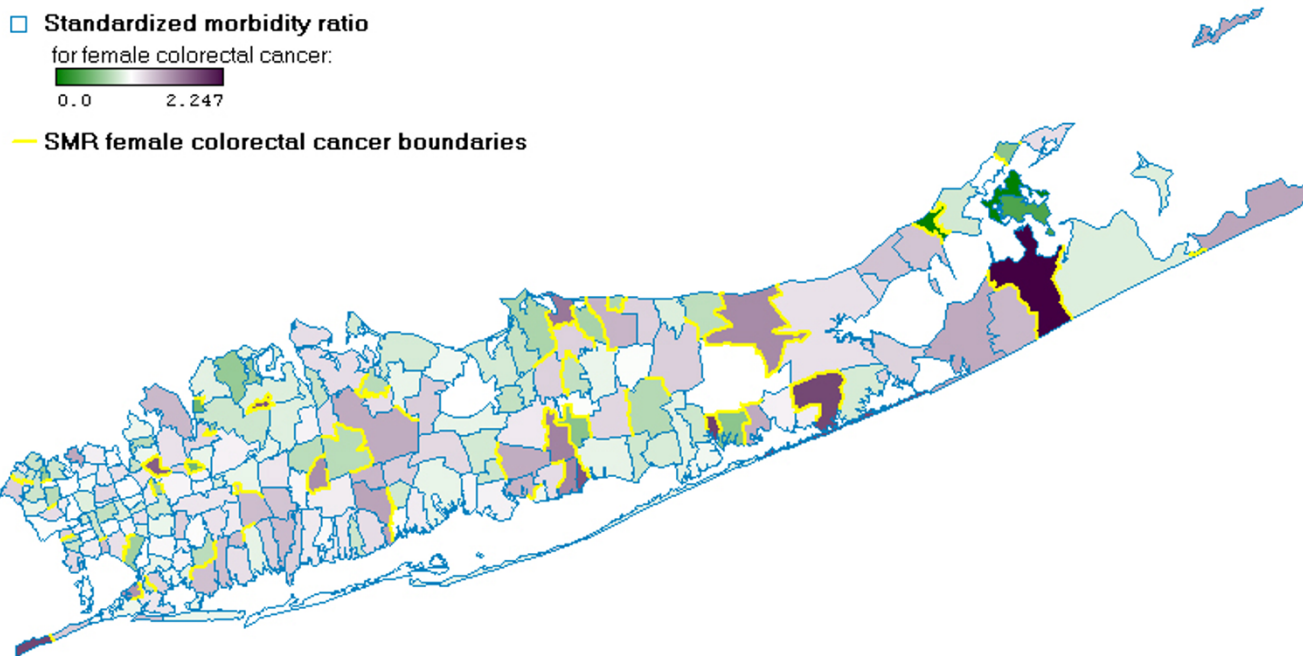 Standardized morbidity ratio
for female colorectal cancer:
0.0 2.247
SMR female colorectal cancer boundaries